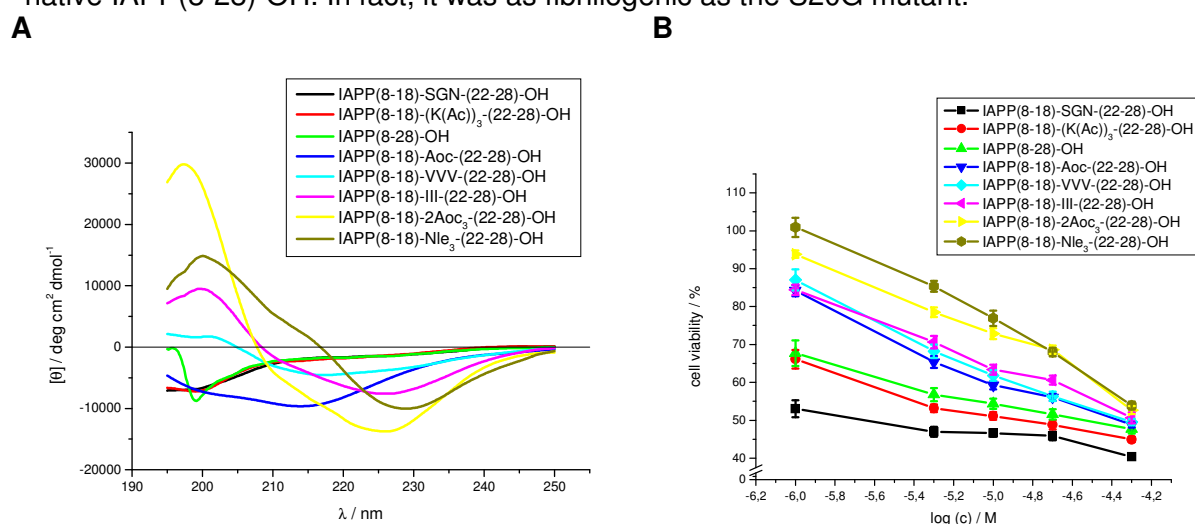 native IAPP(8-28)-OH. In fact, it was as fibrillogenic as the S20G mutant.
A
B
IAPP(8-18)-SGN-(22-28)-OH
IAPP(8-18)-(K(Ac))3-(22-28)-OH
IAPP(8-28)-OH
IAPP(8-18)-Aoc-(22-28)-OH
IAPP(8-18)-VVV-(22-28)-OH
IAPP(8-18)-III-(22-28)-OH
IAPP(8-18)-2Aoc3-(22-28)-OH
IAPP(8-18)-Nle3-(22-28)-OH
30000
20000
10000
0
-10000
-20000
[θ] / deg cm² dmol⁻¹
190 200 210 220 230 240 250
λ / nm
IAPP(8-18)-SGN-(22-28)-OH
IAPP(8-18)-(K(Ac))3-(22-28)-OH
IAPP(8-28)-OH
IAPP(8-18)-Aoc-(22-28)-OH
IAPP(8-18)-VVV-(22-28)-OH
IAPP(8-18)-III-(22-28)-OH
IAPP(8-18)-2Aoc3-(22-28)-OH
IAPP(8-18)-Nle3-(22-28)-OH
110
100
90
80
70
60
50
40
0
cell viability / %
-6,2 -6,0 -5,8 -5,6 -5,4 -5,2 -5,0 -4,8 -4,6 -4,4 -4,2
log (c) / M